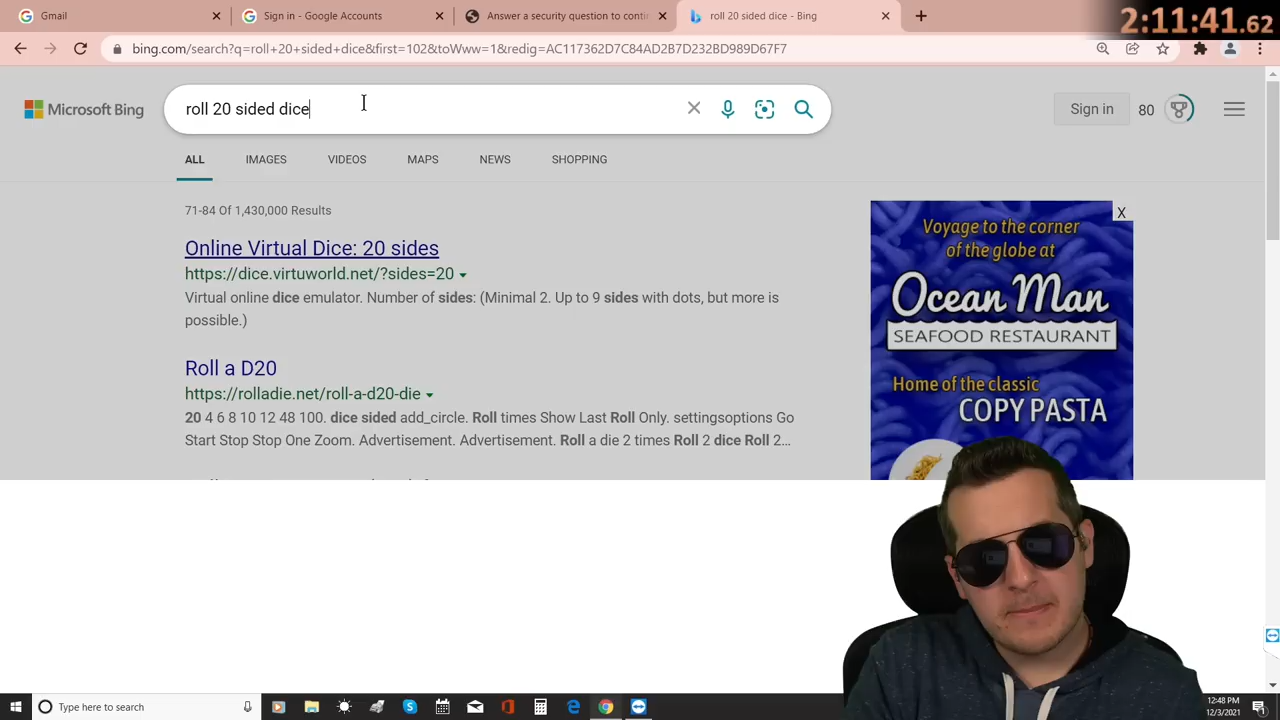 Gmail
Sign in - Google Accounts
Answer a security question to conti
roll 20 sided dice - Bing
2:11:41.62
bing.com/search?q=roll+20+sided+dice&first=102&toWww=1&redig=AC117362D7C84AD2B7D232BD989D67F7
Microsoft Bing
roll 20 sided dice
Sign in
80
ALL
IMAGES
VIDEOS
MAPS
NEWS
SHOPPING
71-84 Of 1,430,000 Results
Online Virtual Dice: 20 sides
https://dice.virtuworld.net/?sides=20
Virtual online dice emulator. Number of sides: (Minimal 2. Up to 9 sides with dots, but more is
possible.)
Roll a D20
https://rolladie.net/roll-a-d20-die
20 4 6 8 10 12 48 100. dice sided add_circle. Roll times Show Last Roll Only. settingsoptions Go
Start Stop Stop One Zoom. Advertisement. Advertisement. Roll a die 2 times Roll 2 dice Roll 2...
X
Voyage to the corner
of the globe at
Ocean Man
SEAFOOD RESTAURANT
Home of the classic
COPY PASTA
Type here to search
12:48 PM
12/3/2021